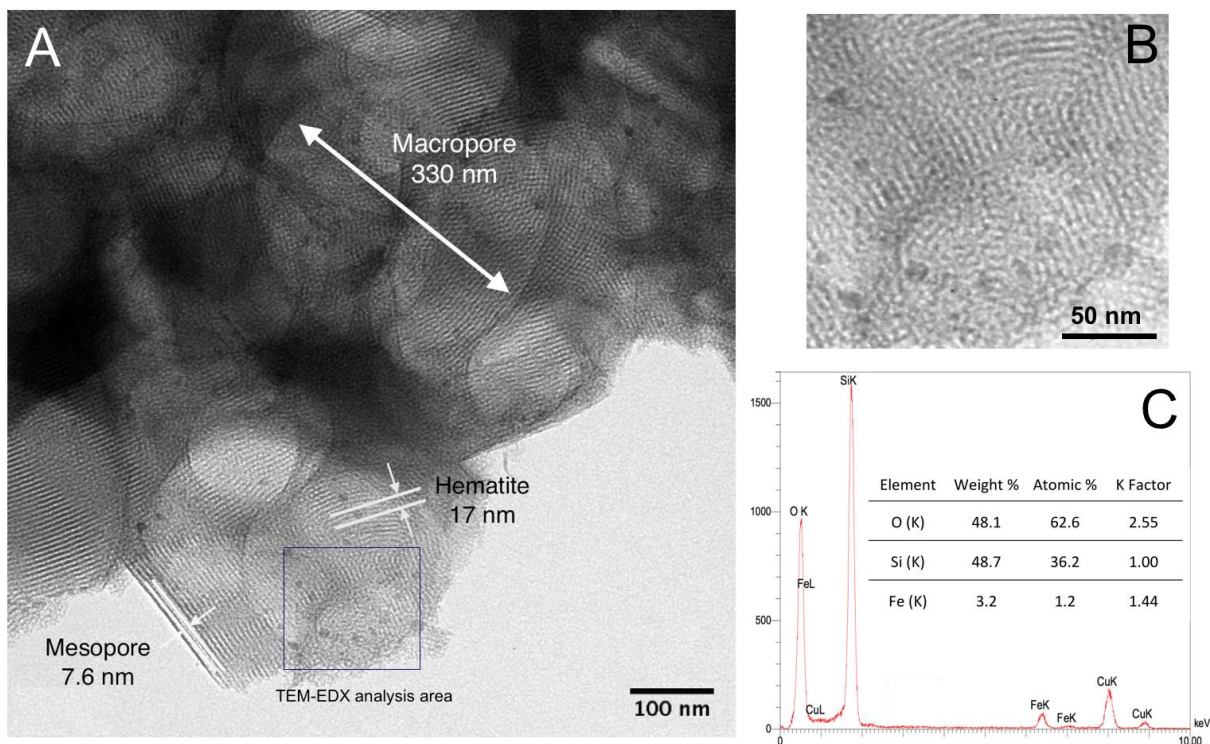 A
Macropore
330 nm
Hematite
17 nm
Mesopore
7.6 nm
TEM-EDX analysis area
100 nm
B
50 nm
C
SiK
1500
1000
O K
FeL
500
CuL
FeK
FeK
CuK
CuK
0
keV
0
10.00
Element Weight % Atomic % K Factor
O (K) 48.1 62.6 2.55
Si (K) 48.7 36.2 1.00
Fe (K) 3.2 1.2 1.44